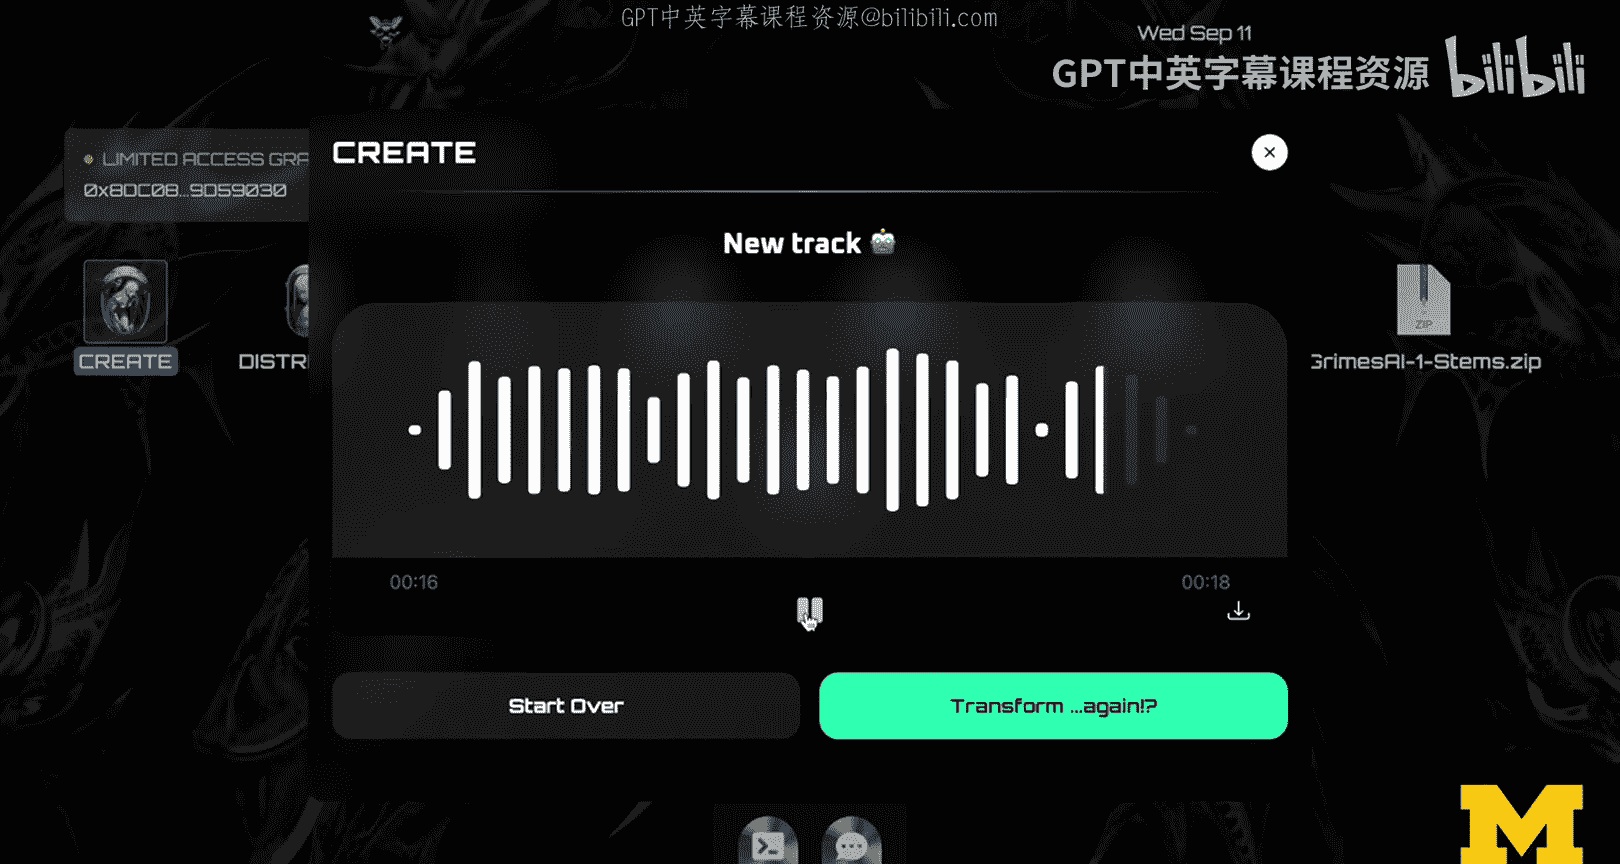 GPT中英字幕课程资源@bilibili.com
Wed Sep 11
GPT中英字幕课程资源 bilibili
LIMITED ACCESS GRA
0x8DC08...9D59030
CREATE
New track
CREATE
DISTR
ZIP
GrimesAI-1-Stems.zip
00:16
00:18
Start Over
Transform ...again!?
M